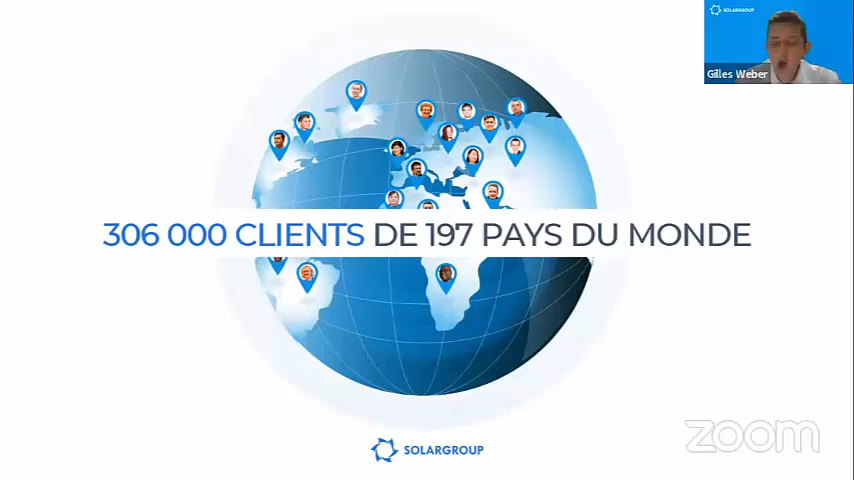 SOLARGROUP
Gilles Weber
306 000 CLIENTS DE 197 PAYS DU MONDE
SOLARGROUP
zoom